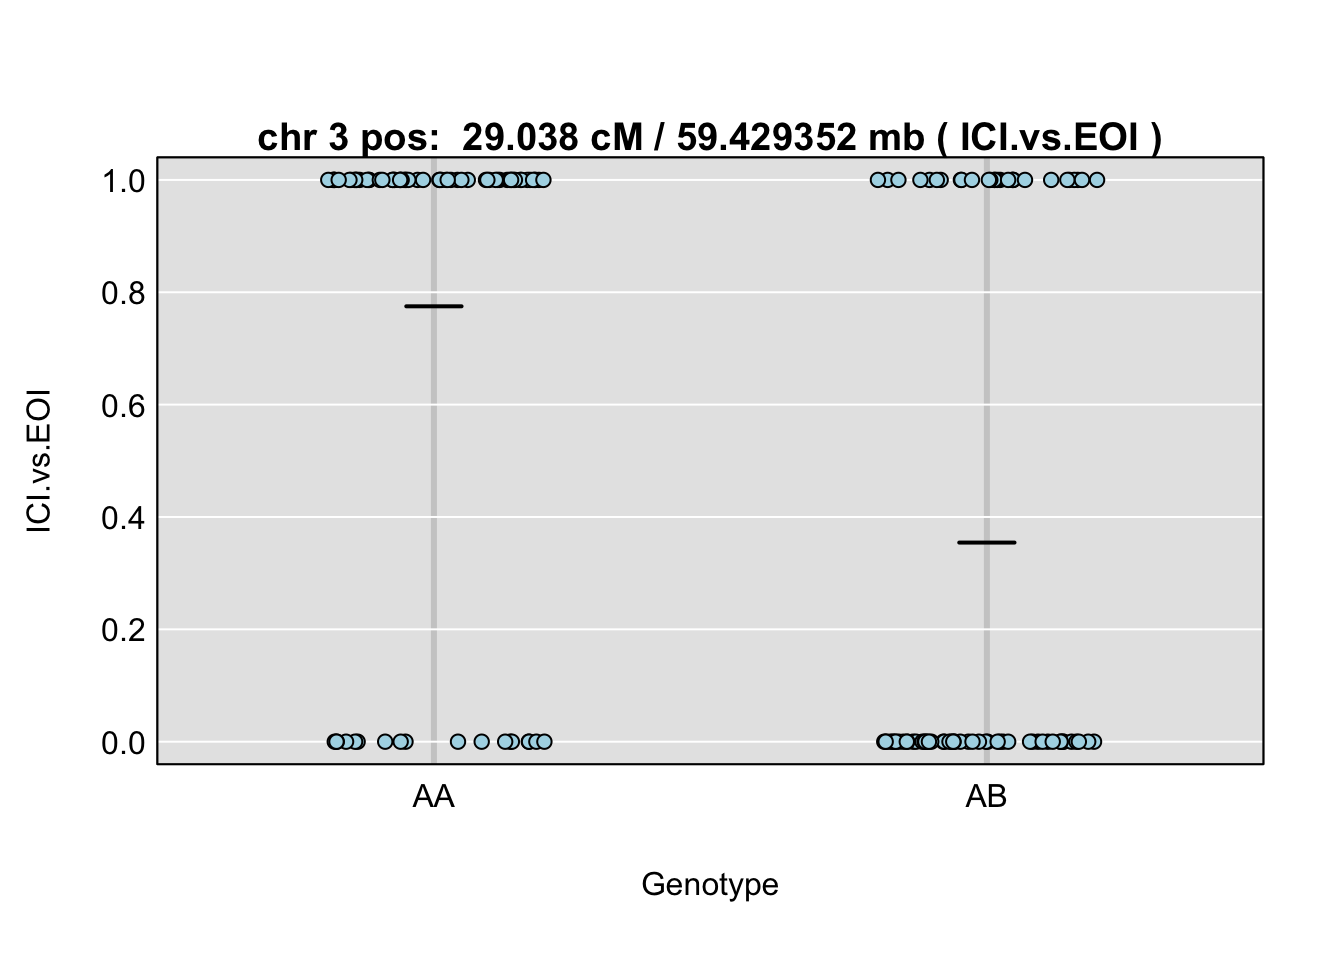 chr 3 pos:  29.038 cM / 59.429352 mb ( ICI.vs.EOI )
1.0
0.8
0.6
0.4
0.2
0.0
ICI.vs.EOI
AA
AB
Genotype